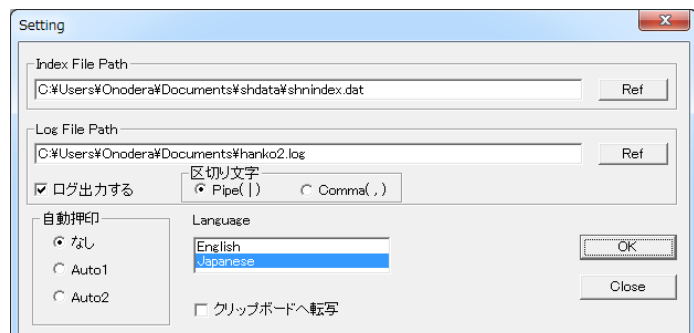 Setting
Index File Path
C:¥Users¥Onodera¥Documents¥shdata¥shnindex.dat
Ref
Log File Path
C:¥Users¥Onodera¥Documents¥hanko2.log
Ref
ログ出力する
区切り文字
Pipe(|)
Comma(,)
自動押印
なし
Auto1
Auto2
Language
English
Japanese
クリップボードへ転写
OK
Close